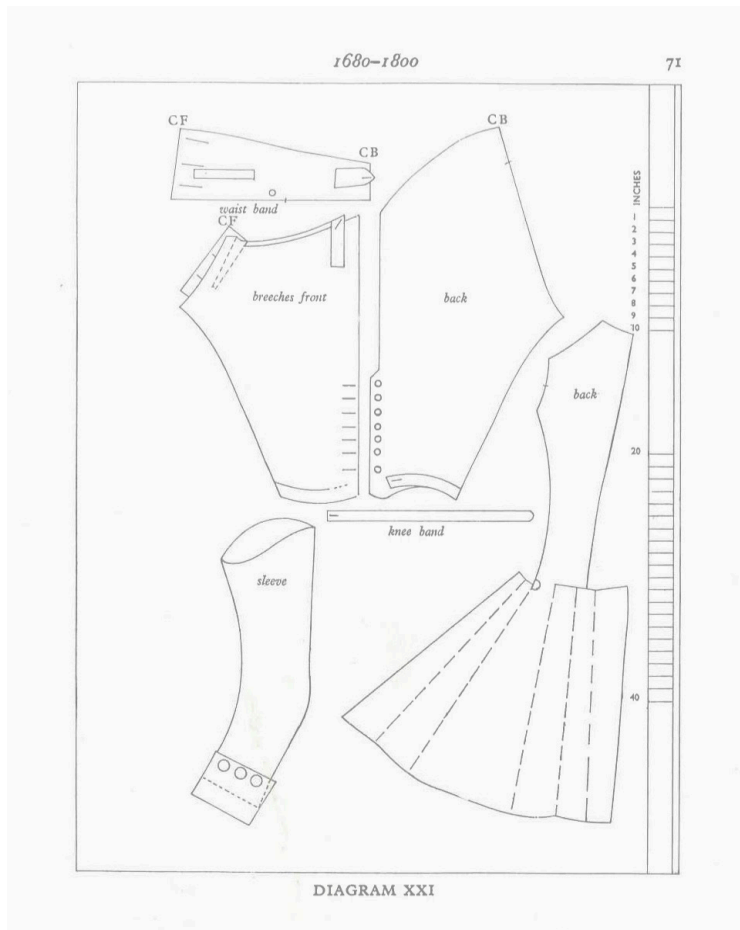 1680–1800
71
CF
CB
CB
waist band
CF
breeches front
back
INCHES
1
2
3
4
5
6
7
8
9
10
back
20
knee band
sleeve
40
DIAGRAM XXI